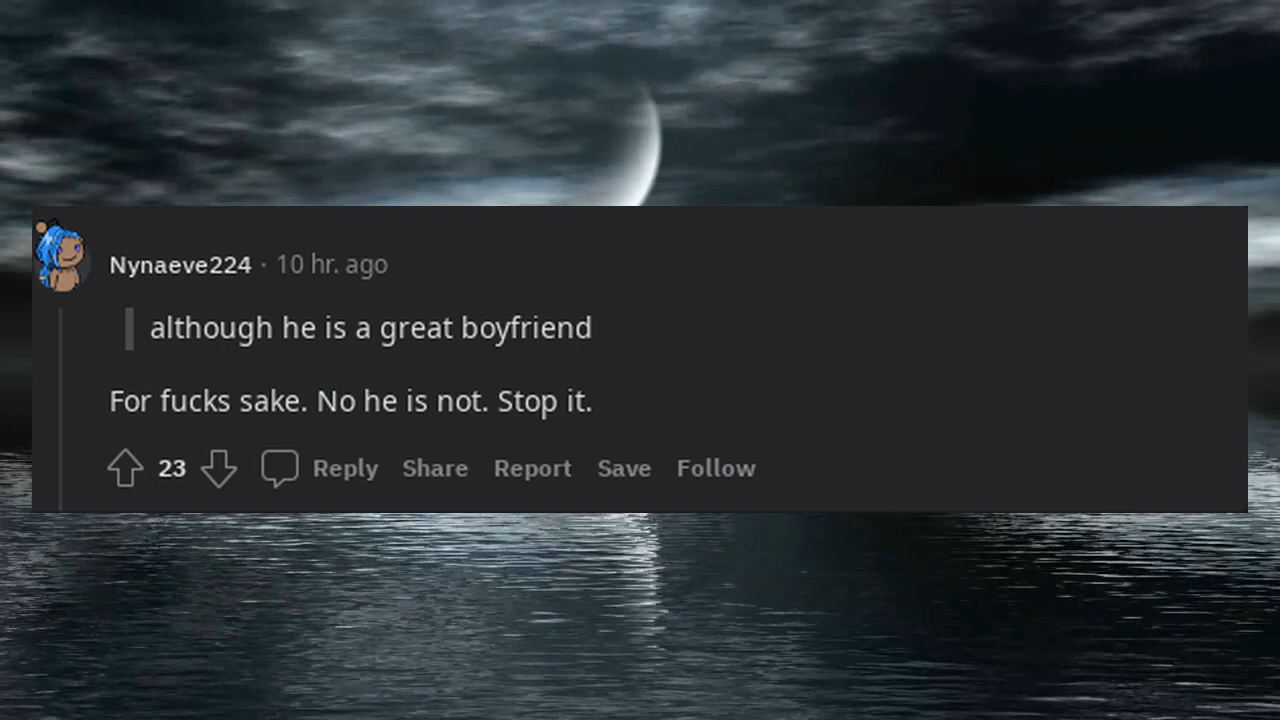 Nynaeve224 · 10 hr. ago
although he is a great boyfriend
For fucks sake. No he is not. Stop it.
23 Reply Share Report Save Follow